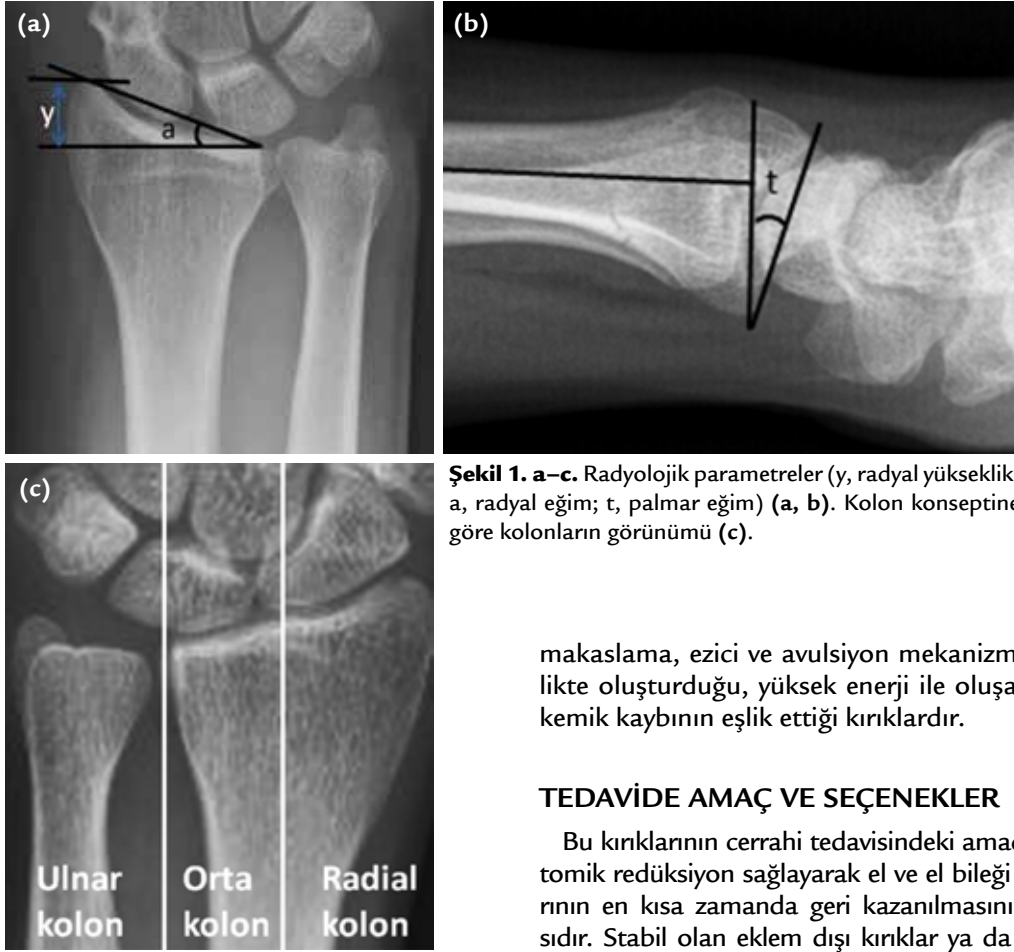 (a)
y
a
(b)
t
(c)
Ulnar kolon
Orta kolon
Radial kolon
Şekil 1. a–c. Radyolojik parametreler (y, radyal yükseklik
a, radyal eğim; t, palmar eğim) (a, b). Kolon konseptine
göre kolonların görünümü (c).
makaslama, ezici ve avulsiyon mekanizm
likte oluşturduğu, yüksek enerji ile oluşa
kemik kaybının eşlik ettiği kırıklardır.
TEDAVİDE AMAÇ VE SEÇENEKLER
Bu kırıklarının cerrahi tedavisindeki amaç
tomik redüksiyon sağlayarak el ve el bileği
rının en kısa zamanda geri kazanılmasını
sıdır. Stabil olan eklem dışı kırıklar ya da